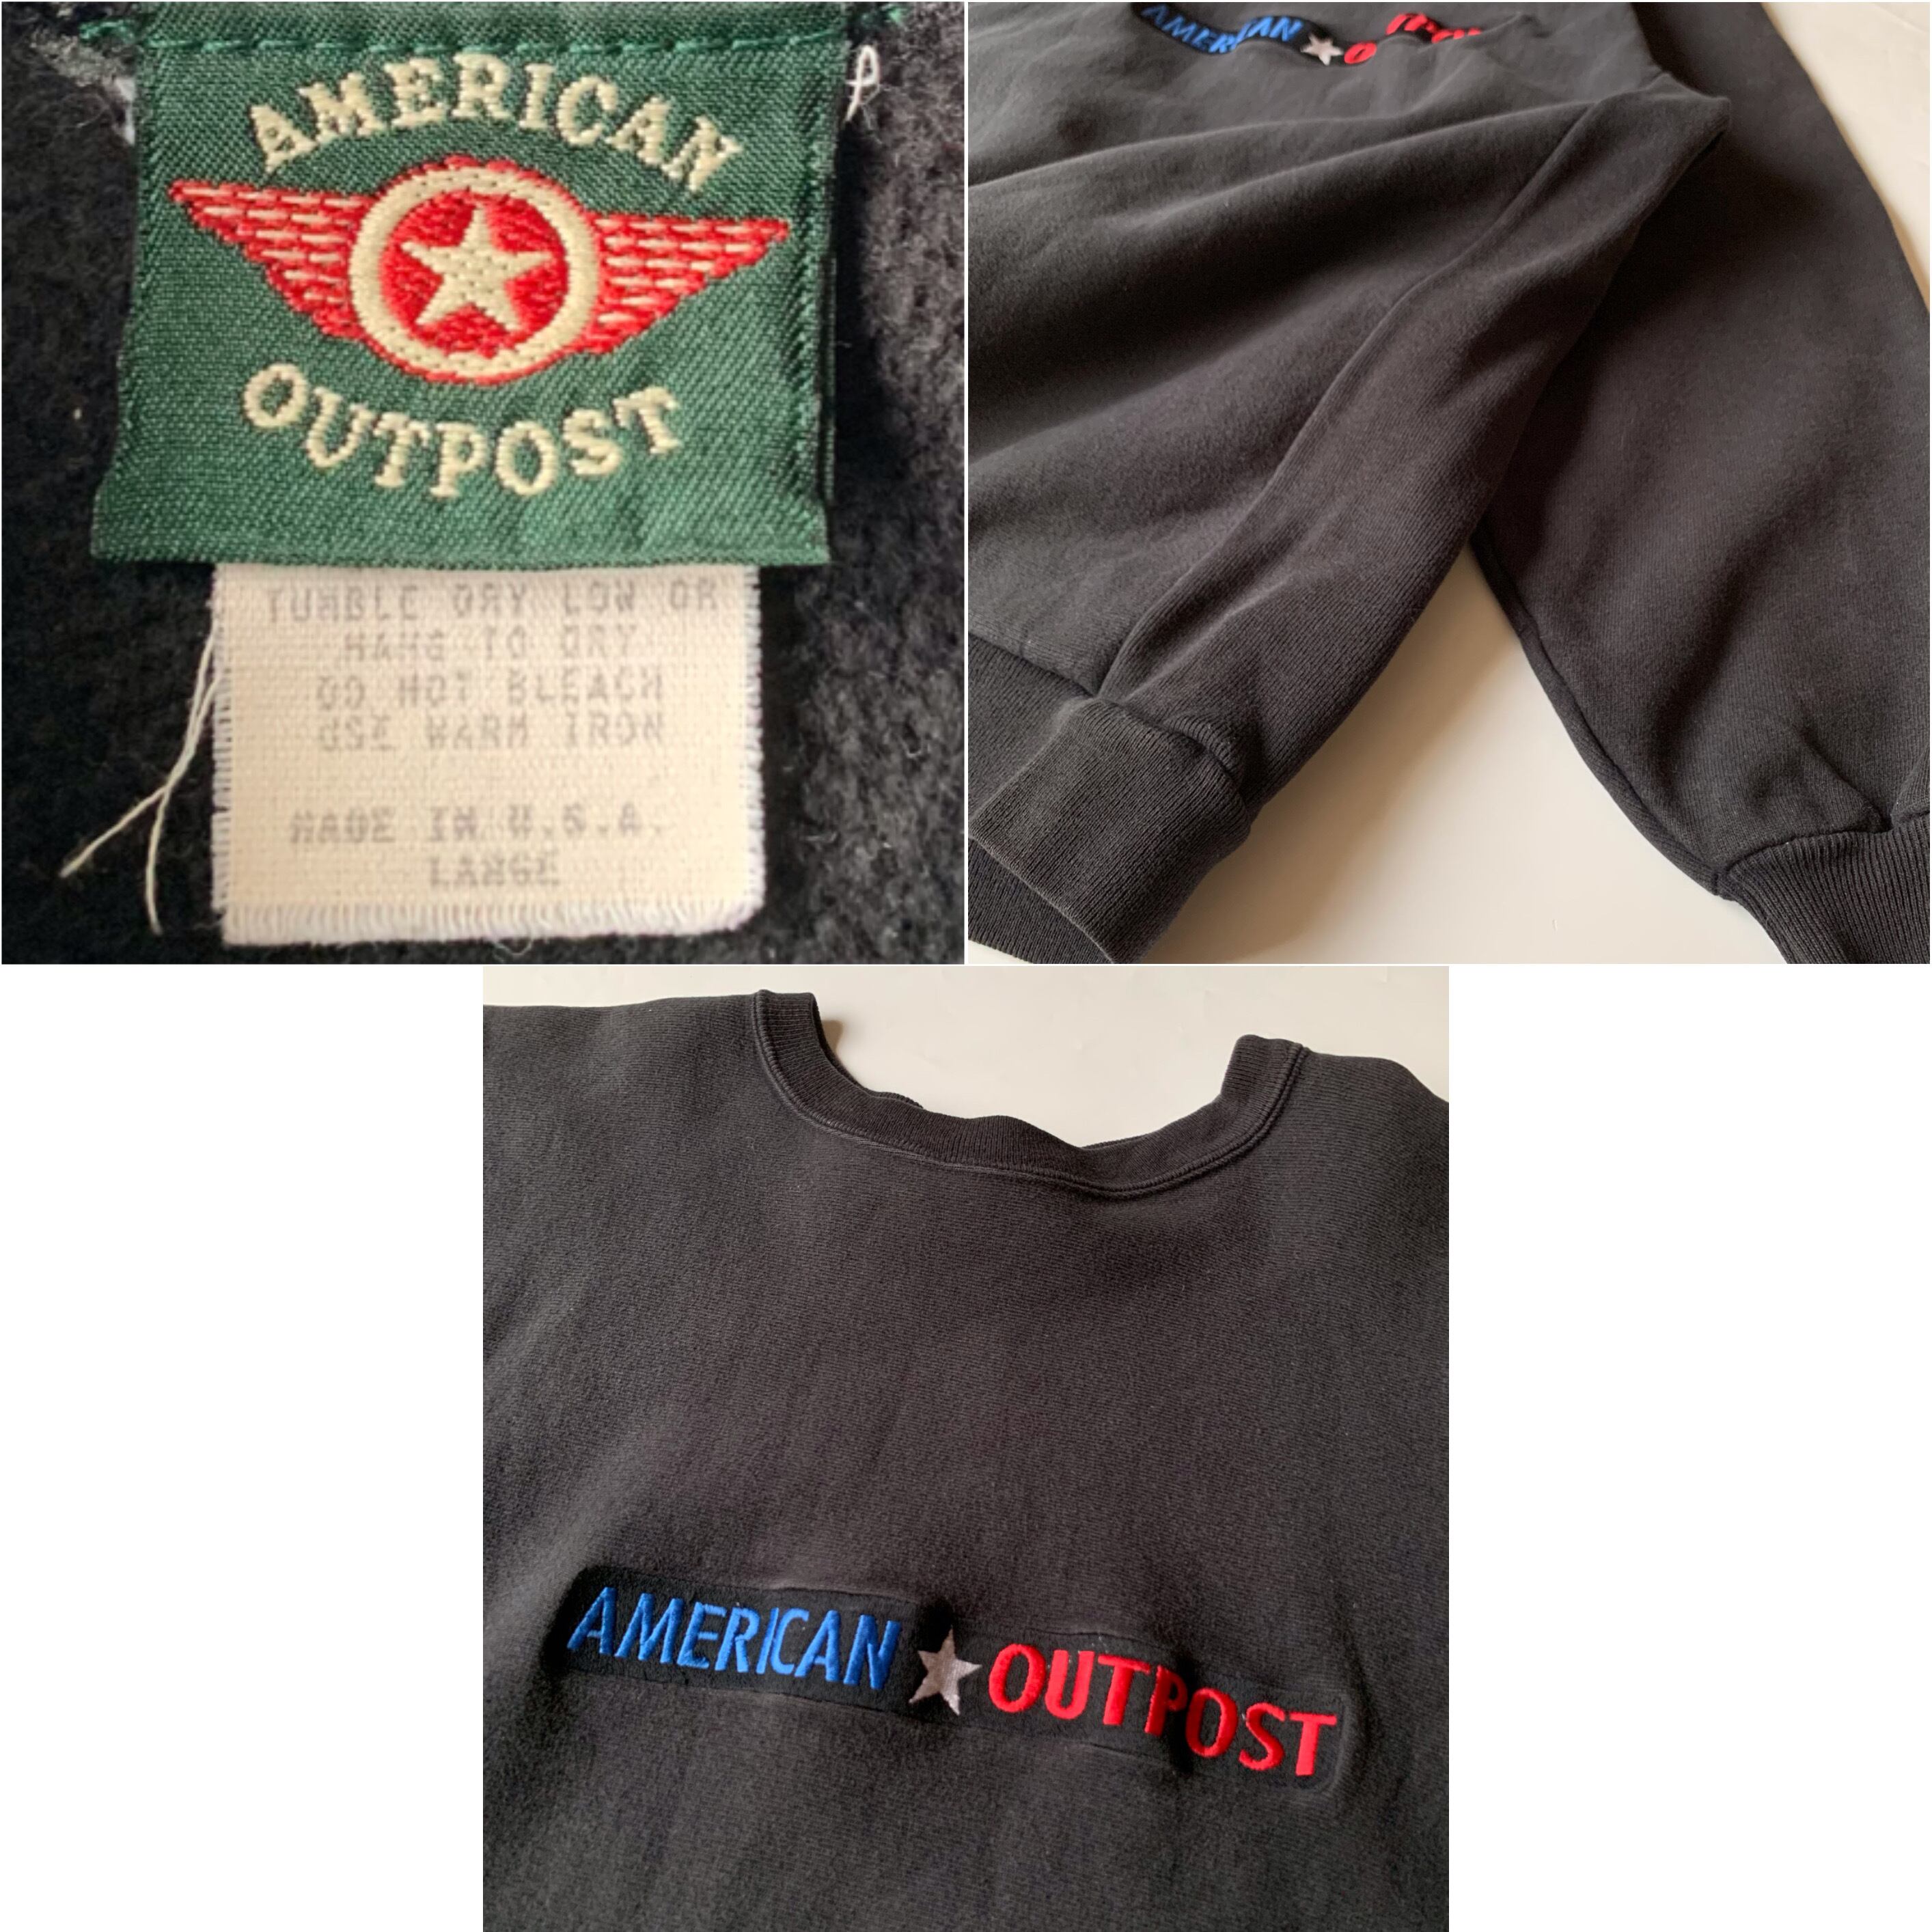 AMERICAN
OUTPOST
TUMBLE DRY LOW OR
HANG TO DRY
DO NOT BLEACH
USE WARM IRON
MADE IN U.S.A.
LARGE
AMERICAN
AMERICAN OUTPOST